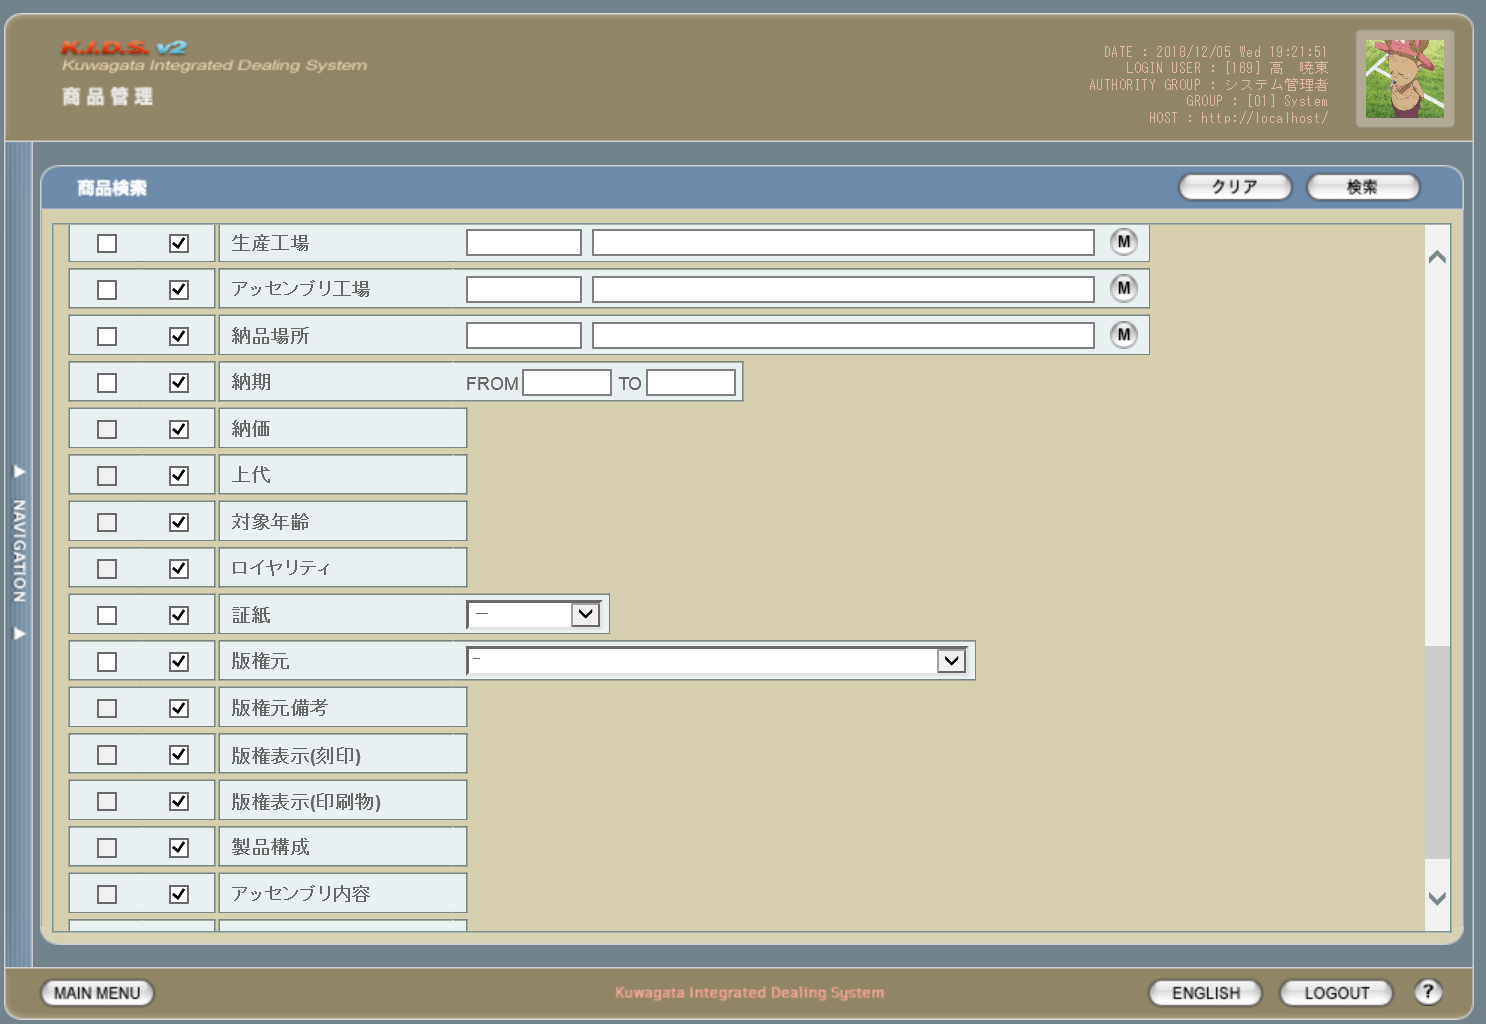 K.I.D.S. v2
Kuwagata Integrated Dealing System
商品管理
DATE : 2018/12/05 Wed 19:21:51
LOGIN USER : [169] 高　暁東
AUTHORITY GROUP : システム管理者
GROUP : [01] System
HOST : http://localhost/
商品検索
クリア
検索
生産工場 M
アッセンブリ工場 M
納品場所 M
納期 FROM TO
納価
上代
対象年齢
ロイヤリティ
証紙 —
版権元 -
版権元備考
版権表示(刻印)
版権表示(印刷物)
製品構成
アッセンブリ内容
NAVIGATION
MAIN MENU
Kuwagata Integrated Dealing System
ENGLISH
LOGOUT
?